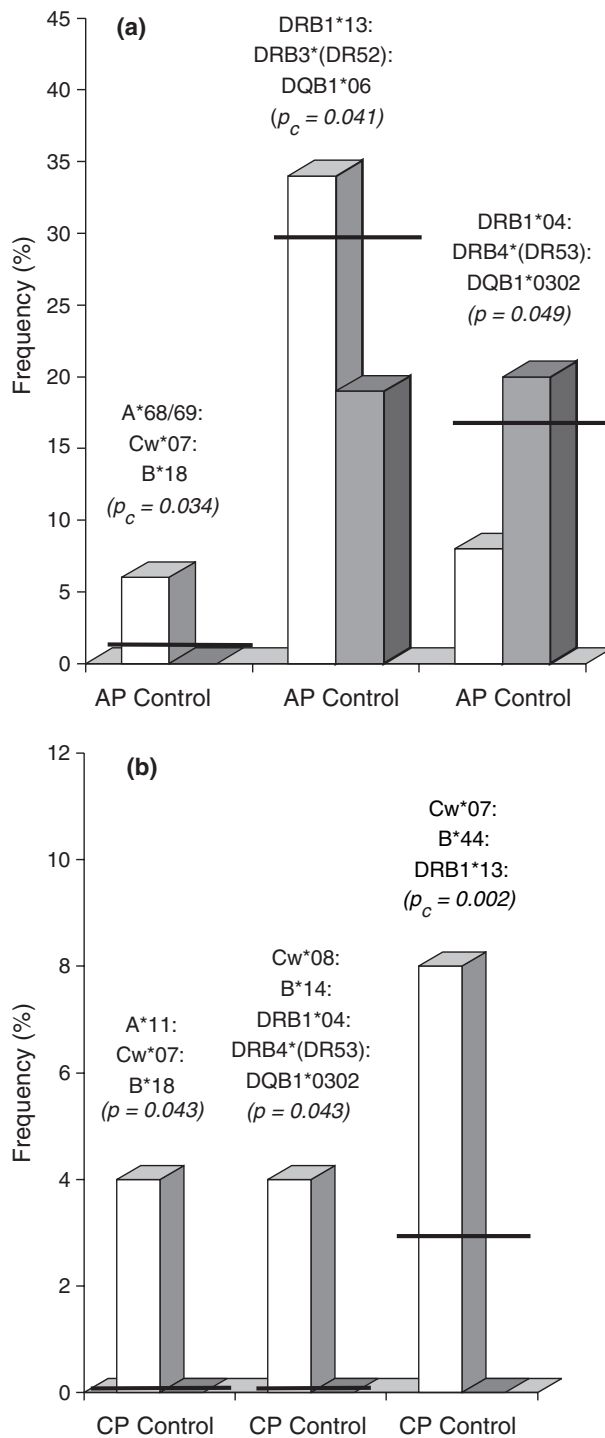 (a)
DRB1*13:
DRB3*(DR52):
DQB1*06
(pc = 0.041)
DRB1*04:
DRB4*(DR53):
DQB1*0302
(p = 0.049)
A*68/69:
Cw*07:
B*18
(pc = 0.034)
Frequency (%)
45
40
35
30
25
20
15
10
5
0
AP Control
AP Control
AP Control
(b)
Cw*07:
B*44:
DRB1*13:
(pc = 0.002)
Cw*08:
B*14:
DRB1*04:
DRB4*(DR53):
DQB1*0302
(p = 0.043)
A*11:
Cw*07:
B*18
(p = 0.043)
Frequency (%)
12
10
8
6
4
2
0
CP Control
CP Control
CP Control